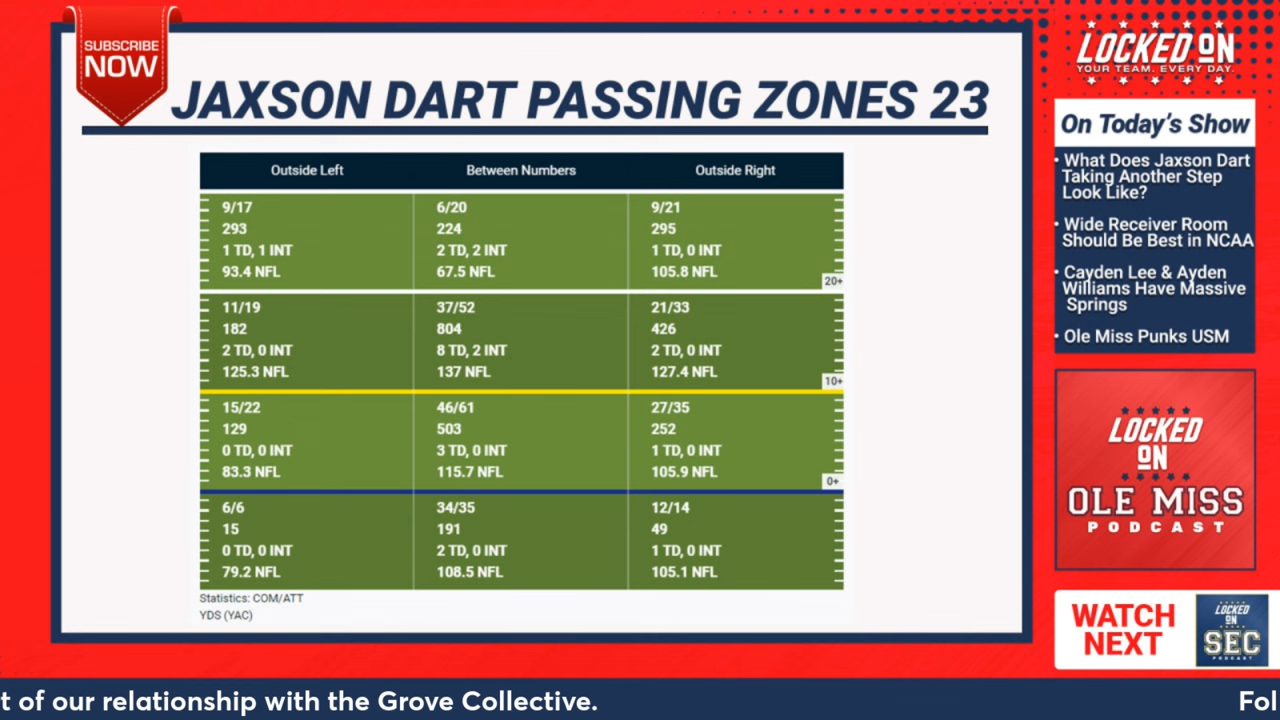 SUBSCRIBE
NOW
JAXSON DART PASSING ZONES 23
Outside Left Between Numbers Outside Right
9/17 6/20 9/21
293 224 295
1 TD, 1 INT 2 TD, 2 INT 1 TD, 0 INT
93.4 NFL 67.5 NFL 105.8 NFL
20+
11/19 37/52 21/33
182 804 426
2 TD, 0 INT 8 TD, 2 INT 2 TD, 0 INT
125.3 NFL 137 NFL 127.4 NFL
10+
15/22 46/61 27/35
129 503 252
0 TD, 0 INT 3 TD, 0 INT 1 TD, 0 INT
83.3 NFL 115.7 NFL 105.9 NFL
0+
6/6 34/35 12/14
15 191 49
0 TD, 0 INT 2 TD, 0 INT 1 TD, 0 INT
79.2 NFL 108.5 NFL 105.1 NFL
Statistics: COM/ATT
YDS (YAC)
LOCKED ON
YOUR TEAM. EVERY DAY.
On Today's Show
• What Does Jaxson Dart
Taking Another Step
Look Like?
• Wide Receiver Room
Should Be Best in NCAA
• Cayden Lee & Ayden
Williams Have Massive
Springs
• Ole Miss Punks USM
LOCKED
ON
OLE MISS
PODCAST
WATCH
NEXT
LOCKED
ON
SEC
PODCAST
t of our relationship with the Grove Collective. Fol